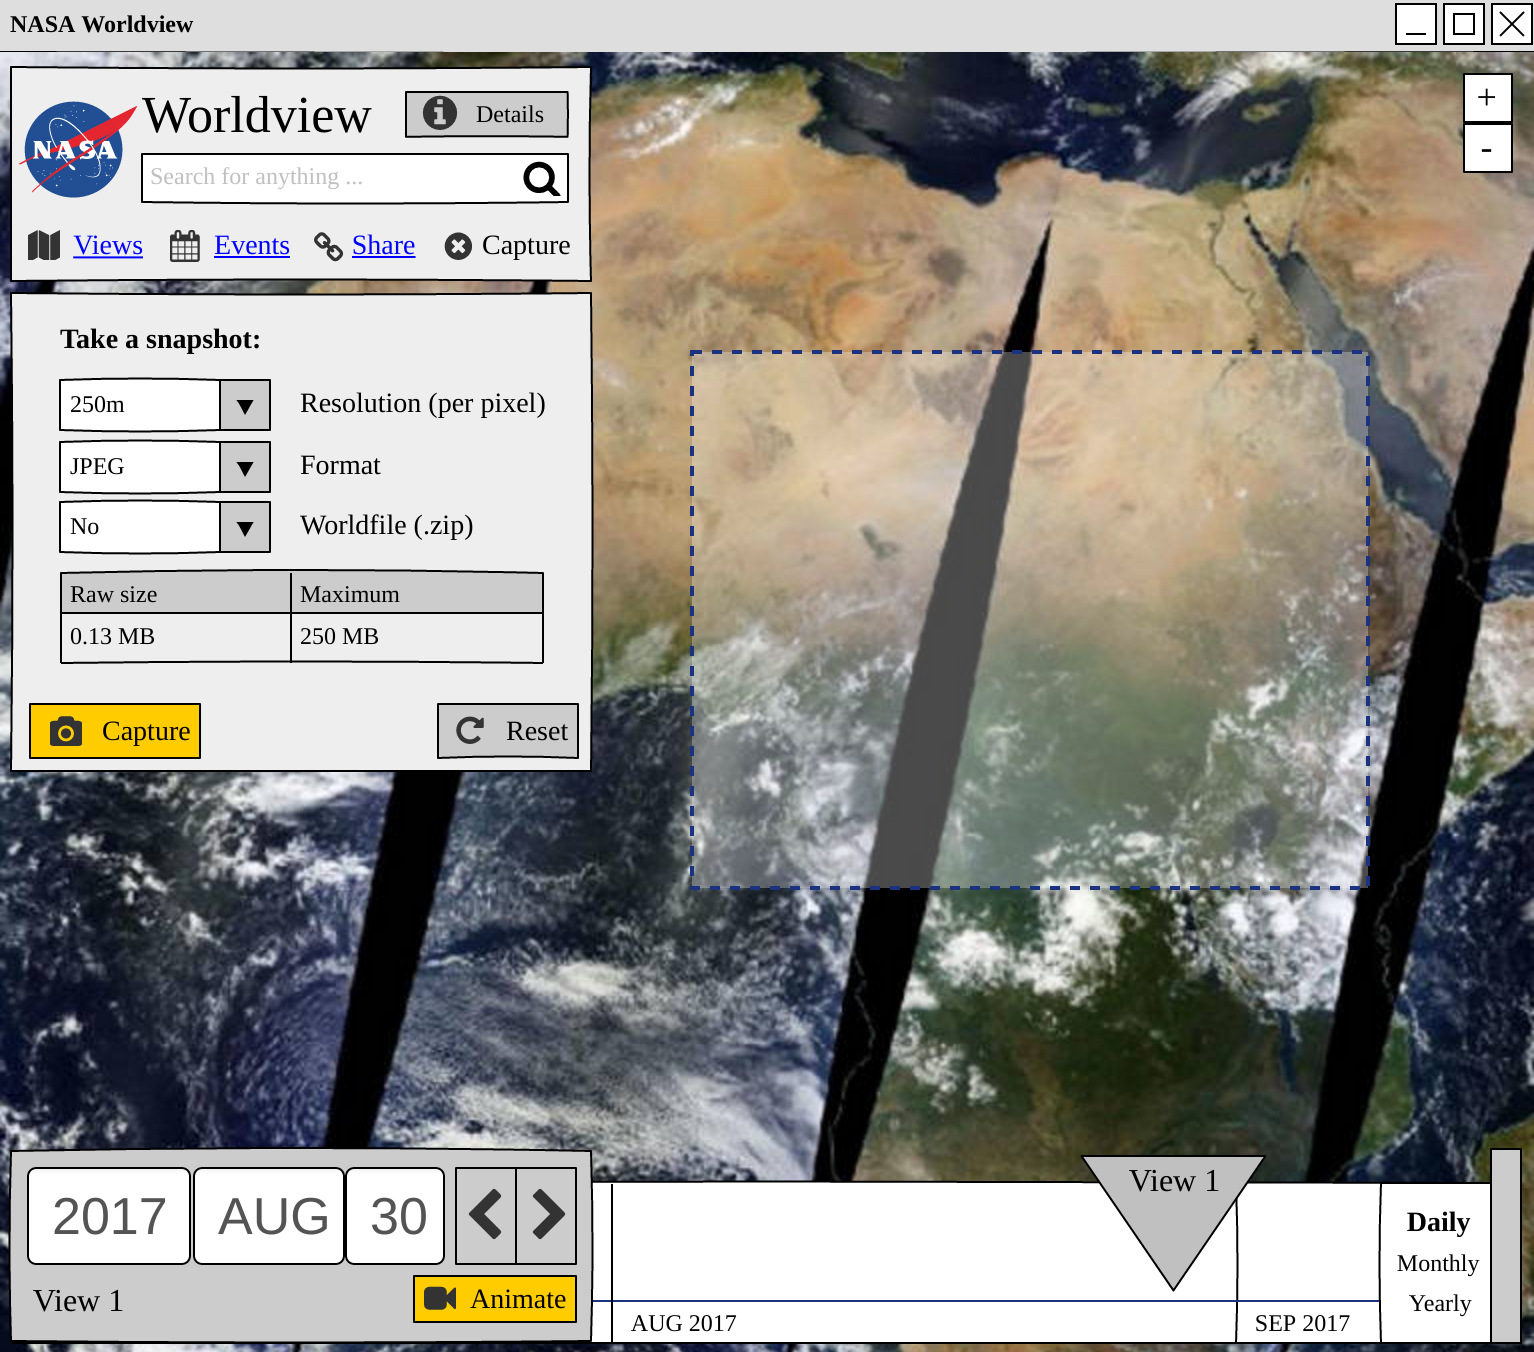 NASA Worldview
+
-
NASA
Worldview
Details
Search for anything ...
Views Events Share Capture
Take a snapshot:
250m Resolution (per pixel)
JPEG Format
No Worldfile (.zip)
Raw size Maximum
0.13 MB 250 MB
Capture Reset
2017 AUG 30
View 1 Animate
View 1
AUG 2017 SEP 2017
Daily
Monthly
Yearly